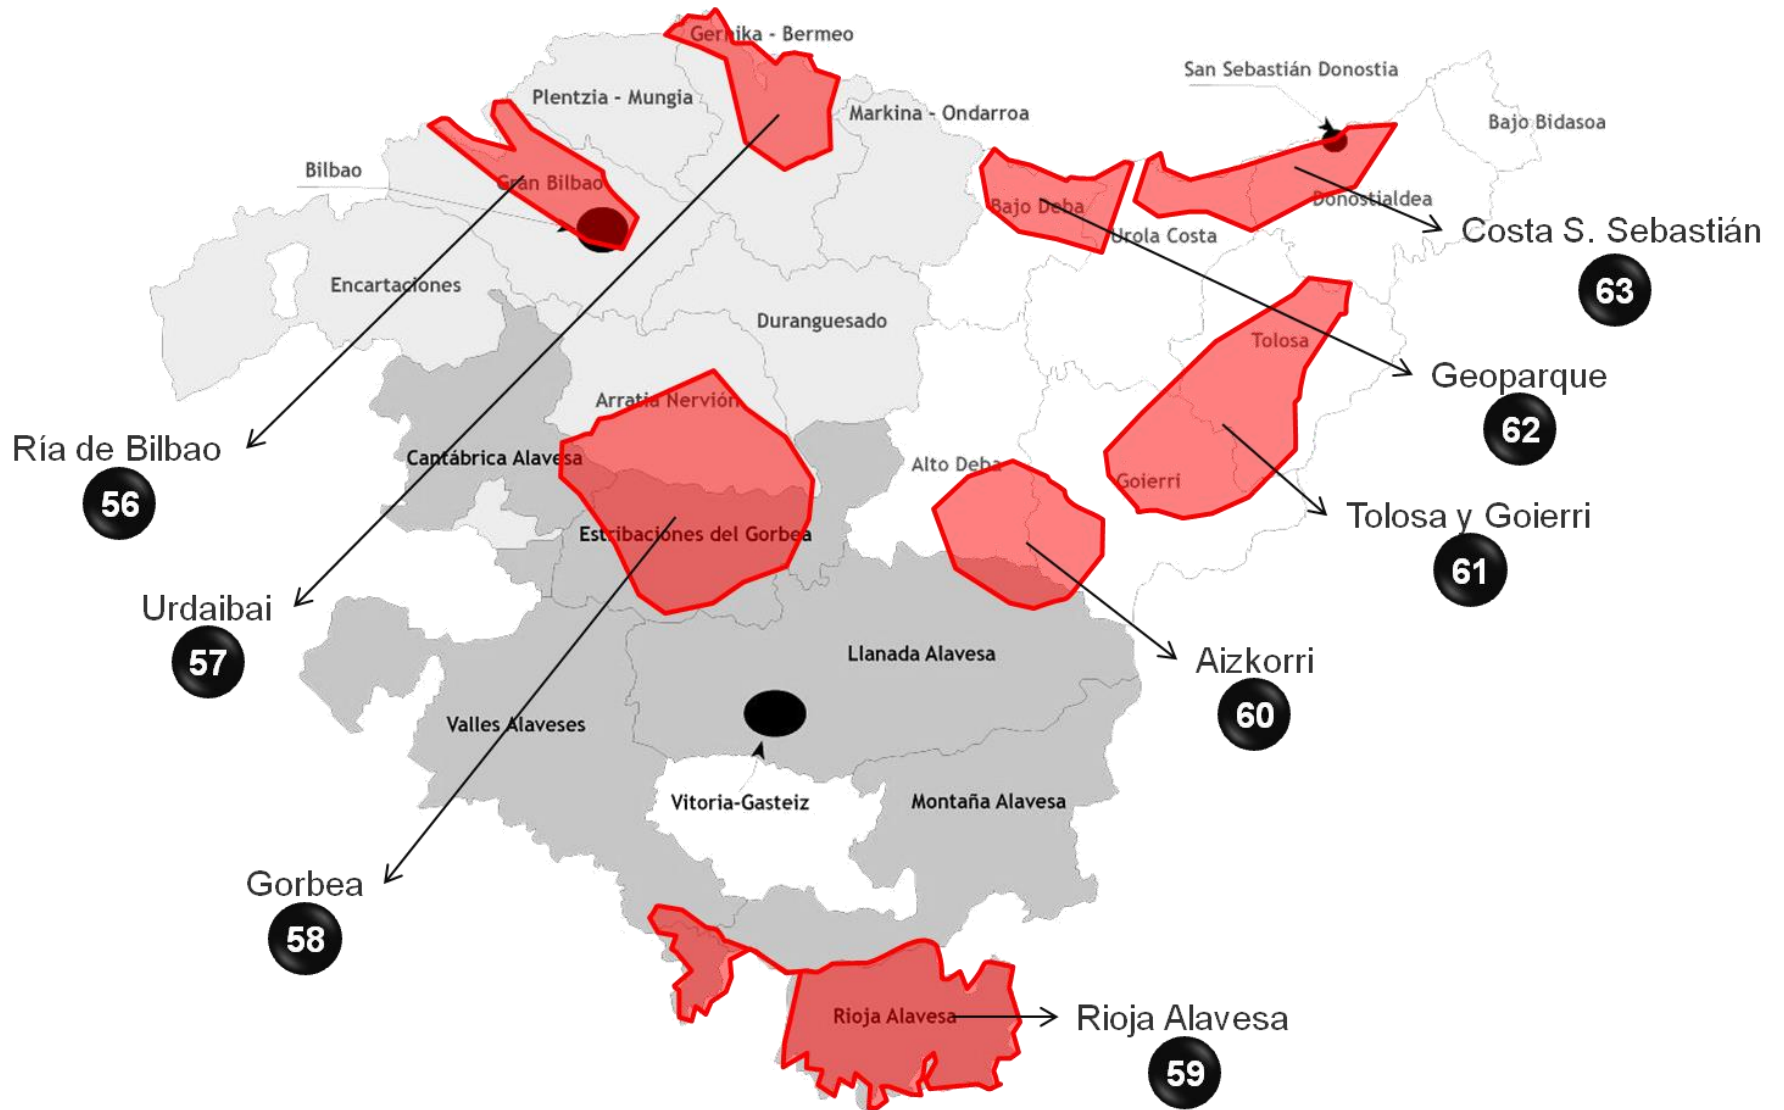 Gernika - Bermeo
San Sebastián Donostia
Plentzia - Mungia
Markina - Ondarroa
Bajo Bidasoa
Bilbao
Gran Bilbao
Bajo Deba
Donostialdea
Costa S. Sebastián
63
Urola Costa
Encartaciones
Duranguesado
Tolosa
Geoparque
62
Arratia Nervión
Ría de Bilbao
56
Cantábrica Alavesa
Alto Deba
Goierri
Tolosa y Goierri
61
Estribaciones del Gorbea
Urdaibai
57
Llanada Alavesa
Aizkorri
60
Valles Alaveses
Vitoria-Gasteiz
Montaña Alavesa
Gorbea
58
Rioja Alavesa
Rioja Alavesa
59